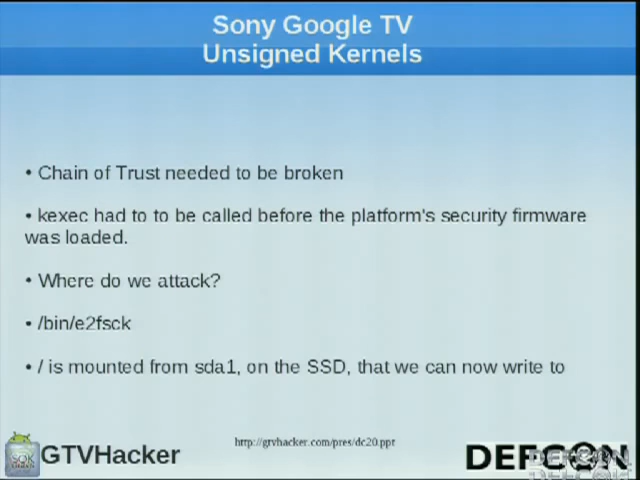 Sony Google TV
Unsigned Kernels
• Chain of Trust needed to be broken
• kexec had to to be called before the platform's security firmware
was loaded.
• Where do we attack?
• /bin/e2fsck
• / is mounted from sda1, on the SSD, that we can now write to
http://gtvhacker.com/pres/dc20.ppt
GTVHacker
DEFCON
DEFCON